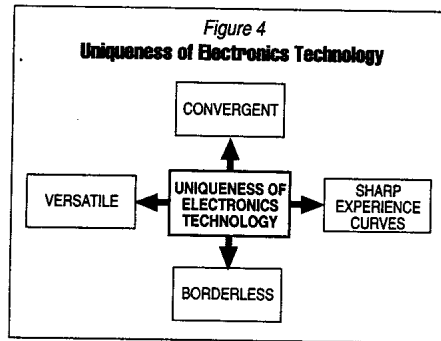 Figure 4
Uniqueness of Electronics Technology
CONVERGENT
VERSATILE
UNIQUENESS OF
ELECTRONICS
TECHNOLOGY
SHARP
EXPERIENCE
CURVES
BORDERLESS